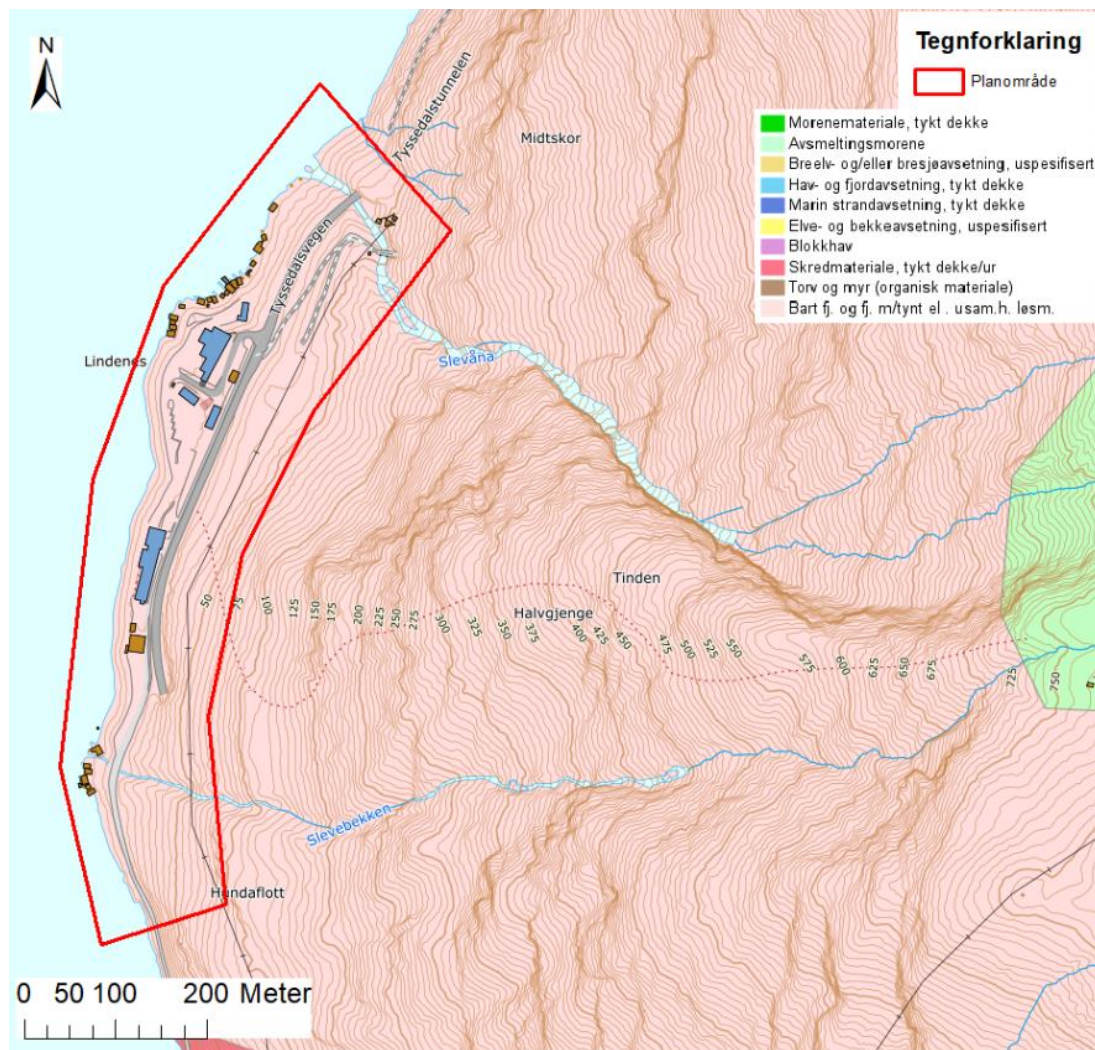 Tegnforklaring
Planområde
Morenemateriale, tykt dekke
Avsmeltingsmorene
Breelv- og/eller bresjøavsetning, uspesifisert
Hav- og fjordavsetning, tykt dekke
Marin strandavsetning, tykt dekke
Elve- og bekkeavsetning, uspesifisert
Blokkhav
Skredmateriale, tykt dekke/ur
Torv og myr (organisk materiale)
Bart fj. og fj. m/tynt el . usam.h. løsm.
N
Tyssedalstunnelen
Midtskor
Tyssedalsvegen
Lindenes
Slevåna
Tinden
Halvgjenge
50
75
100
125
150
175
200
225
250
275
300
325
350
375
400
425
450
475
500
525
550
575
600
625
650
675
725
750
Slevebekken
Hundaflott
0 50 100 200 Meter